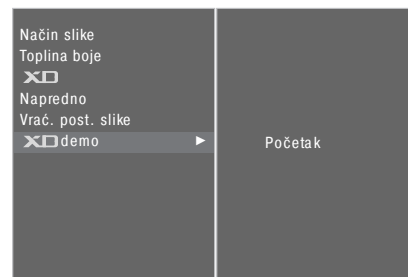 Način slike
Toplina boje
XD
Napredno
Vrać. post. slike
XD demo ►
Početak